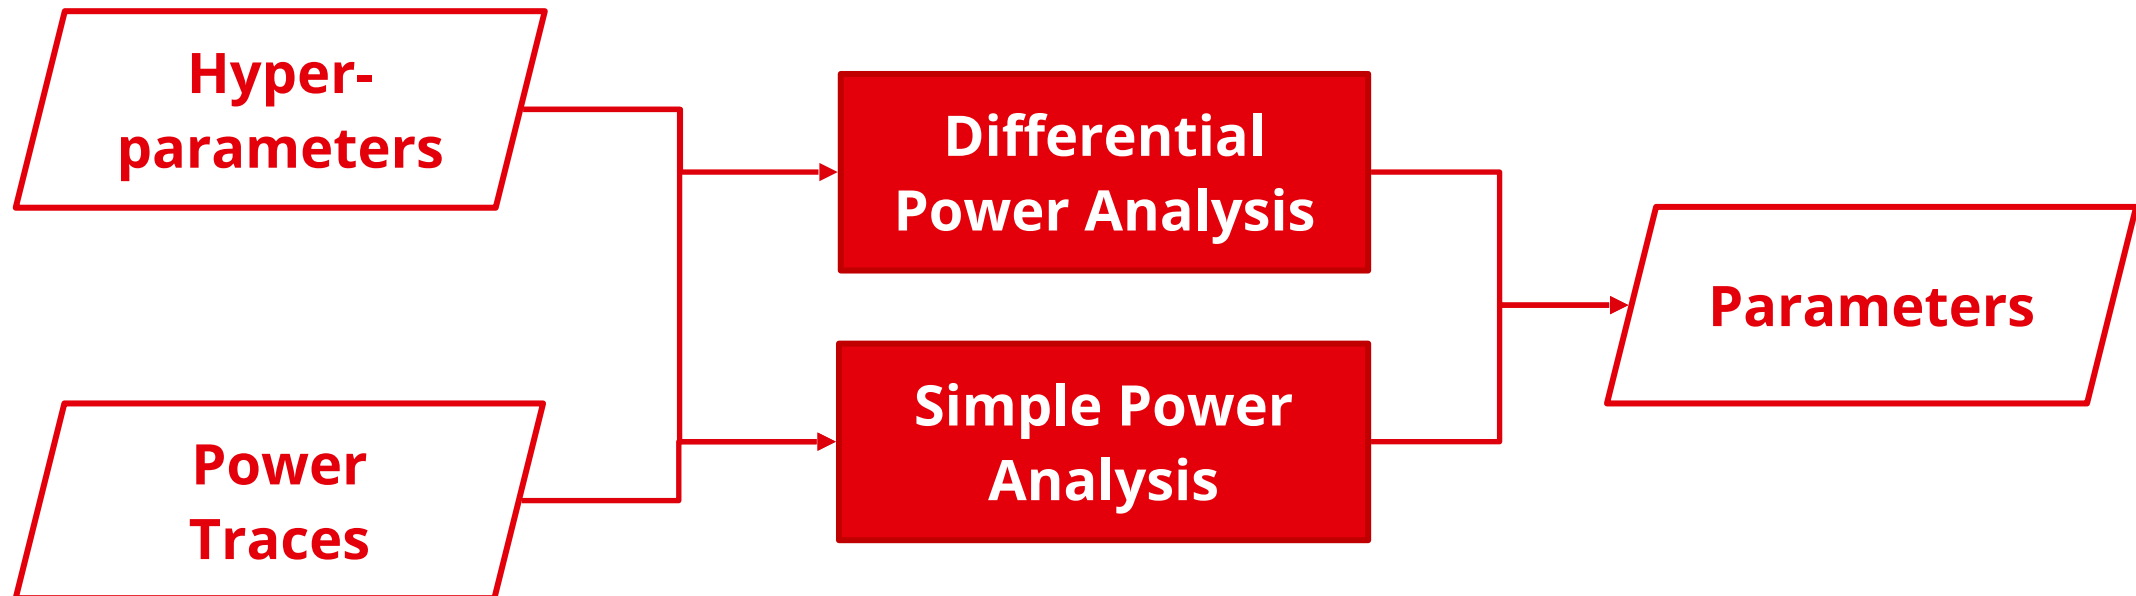 Hyper-
parameters
Differential
Power Analysis
Parameters
Simple Power
Analysis
Power
Traces